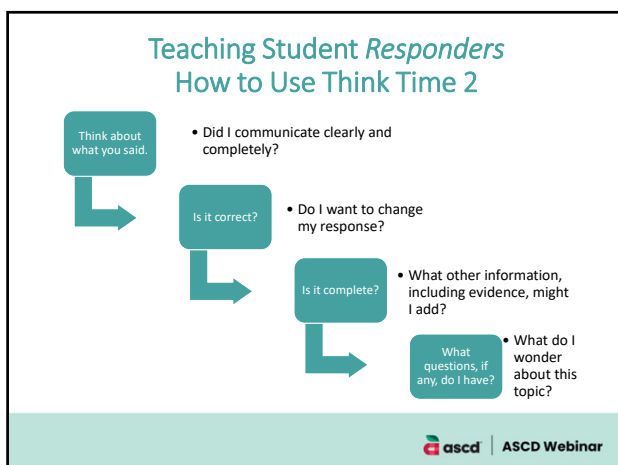 Teaching Student Responders
How to Use Think Time 2
Think about
what you said.
• Did I communicate clearly and
completely?
Is it correct?
• Do I want to change
my response?
Is it complete?
• What other information,
including evidence, might
I add?
What
questions, if
any, do I have?
• What do I
wonder
about this
topic?
ascd | ASCD Webinar